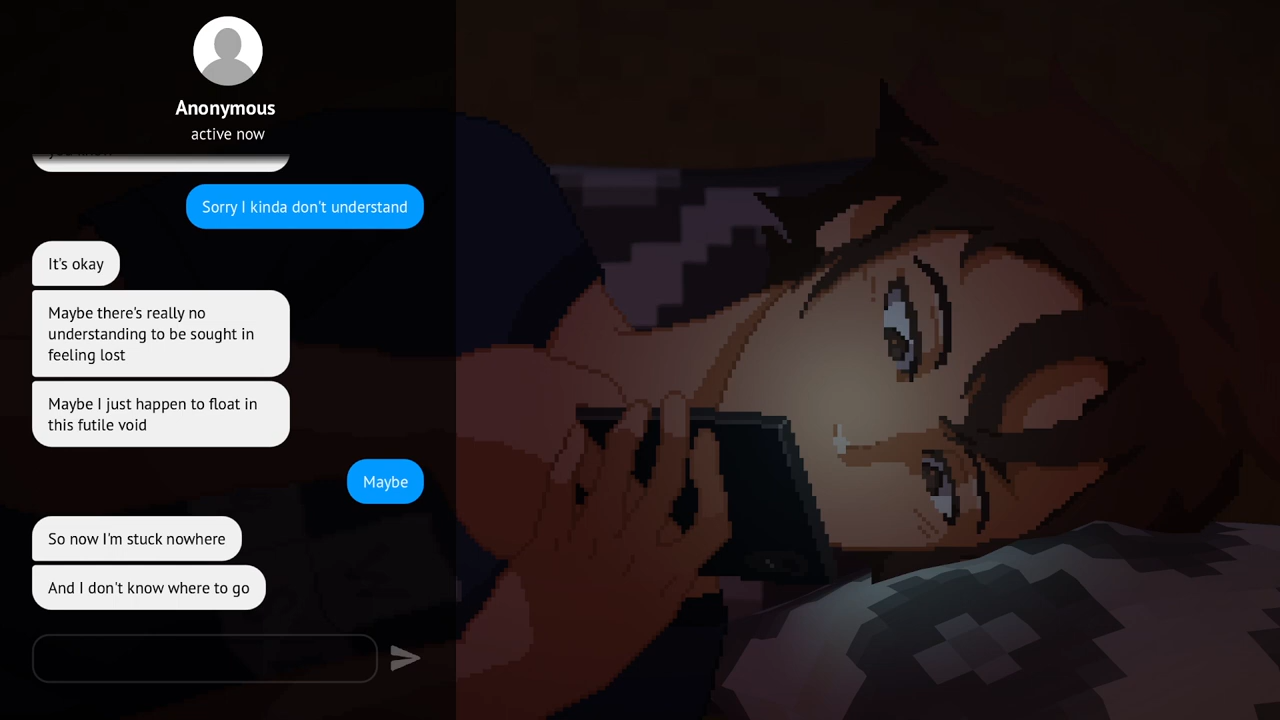 Anonymous
active now
Sorry I kinda don't understand
It's okay
Maybe there's really no
understanding to be sought in
feeling lost
Maybe I just happen to float in
this futile void
Maybe
So now I'm stuck nowhere
And I don't know where to go